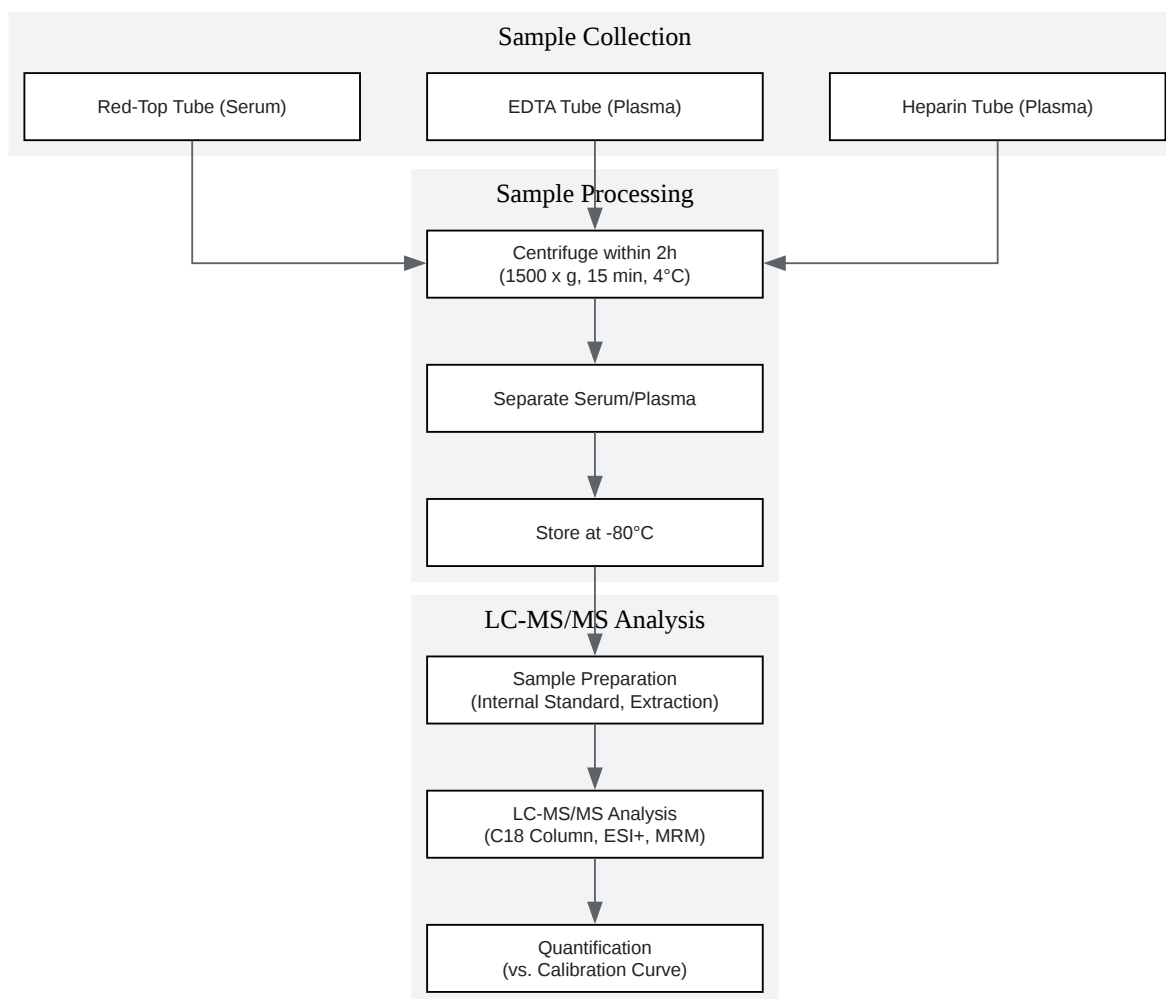 Sample Collection
Red-Top Tube (Serum)
EDTA Tube (Plasma)
Heparin Tube (Plasma)
Sample Processing
Centrifuge within 2h
(1500 x g, 15 min, 4°C)
Separate Serum/Plasma
Store at -80°C
LC-MS/MS Analysis
Sample Preparation
(Internal Standard, Extraction)
LC-MS/MS Analysis
(C18 Column, ESI+, MRM)
Quantification
(vs. Calibration Curve)